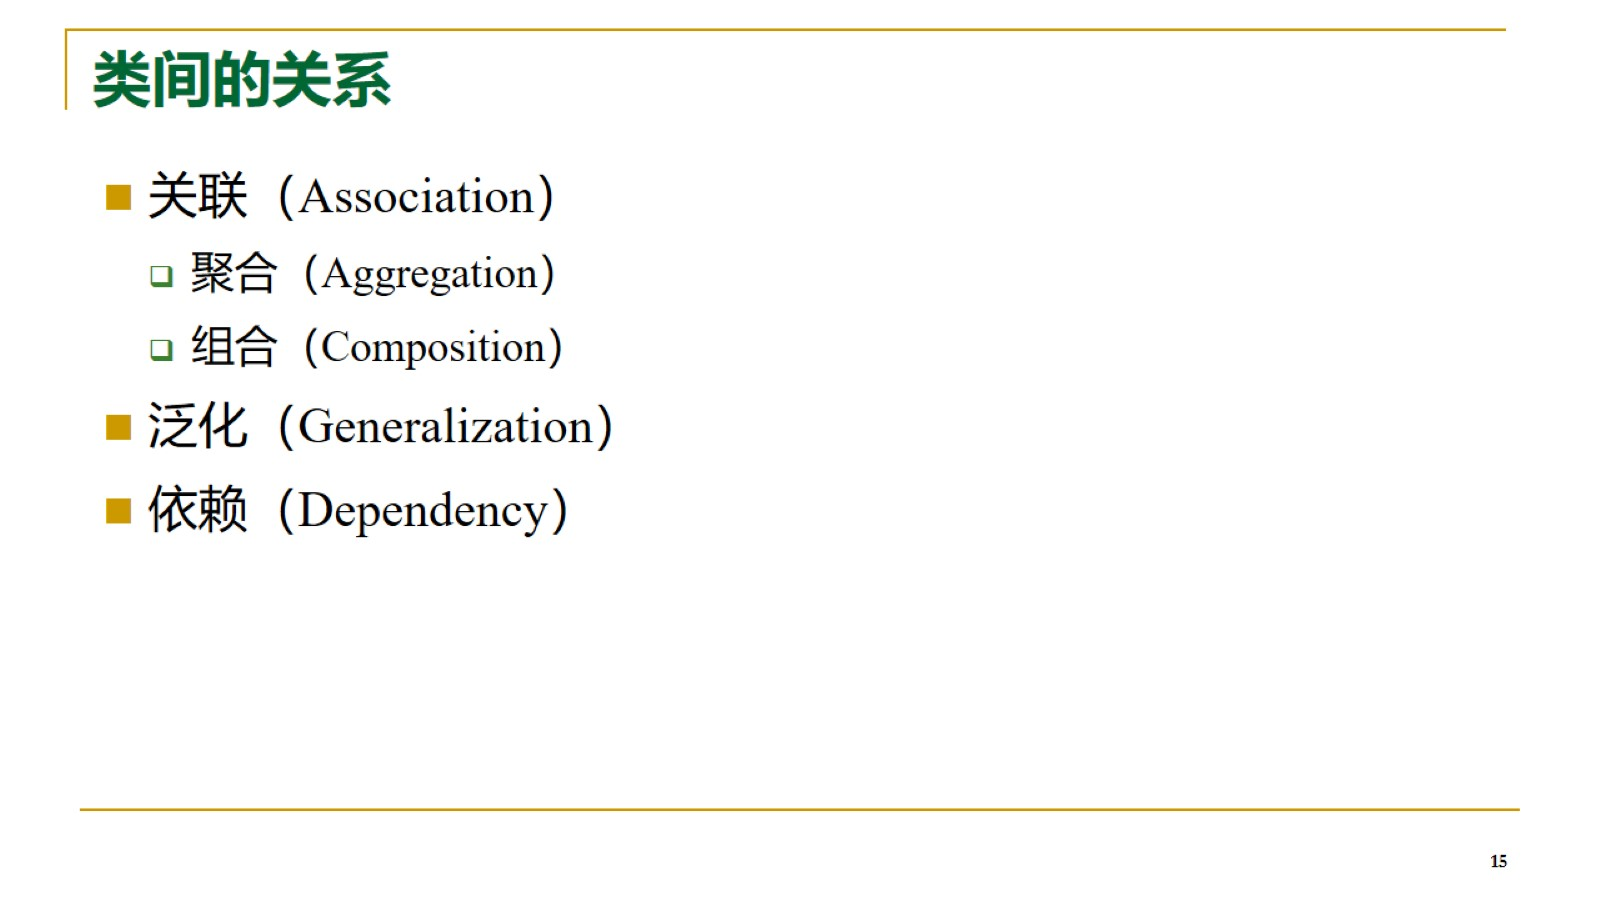 类间的关系
关联（Association）
聚合（Aggregation）
组合（Composition）
泛化（Generalization）
依赖（Dependency）
15